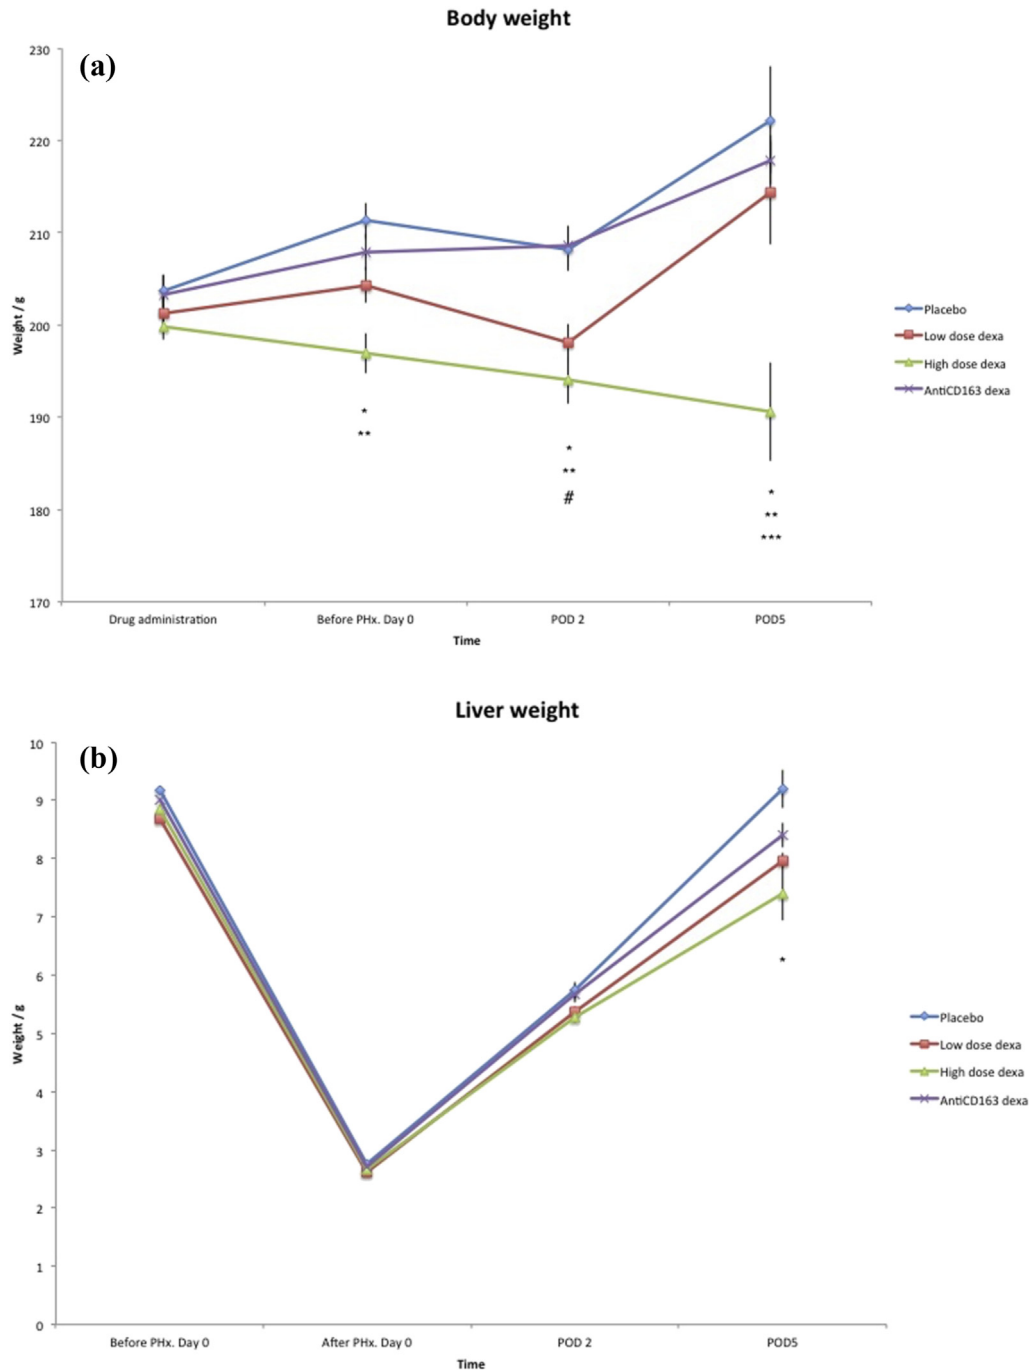 Body weight
(a)
230
220
210
200
190
180
170
Weight / g
*
**
*
**
#
*
**
***
Placebo
Low dose dexa
High dose dexa
AntiCD163 dexa
Drug administration
Before PHx. Day 0
POD 2
POD5
Time
Liver weight
(b)
10
9
8
7
6
5
4
3
2
1
0
Weight / g
*
Placebo
Low dose dexa
High dose dexa
AntiCD163 dexa
Before PHx. Day 0
After PHx. Day 0
POD 2
POD5
Time